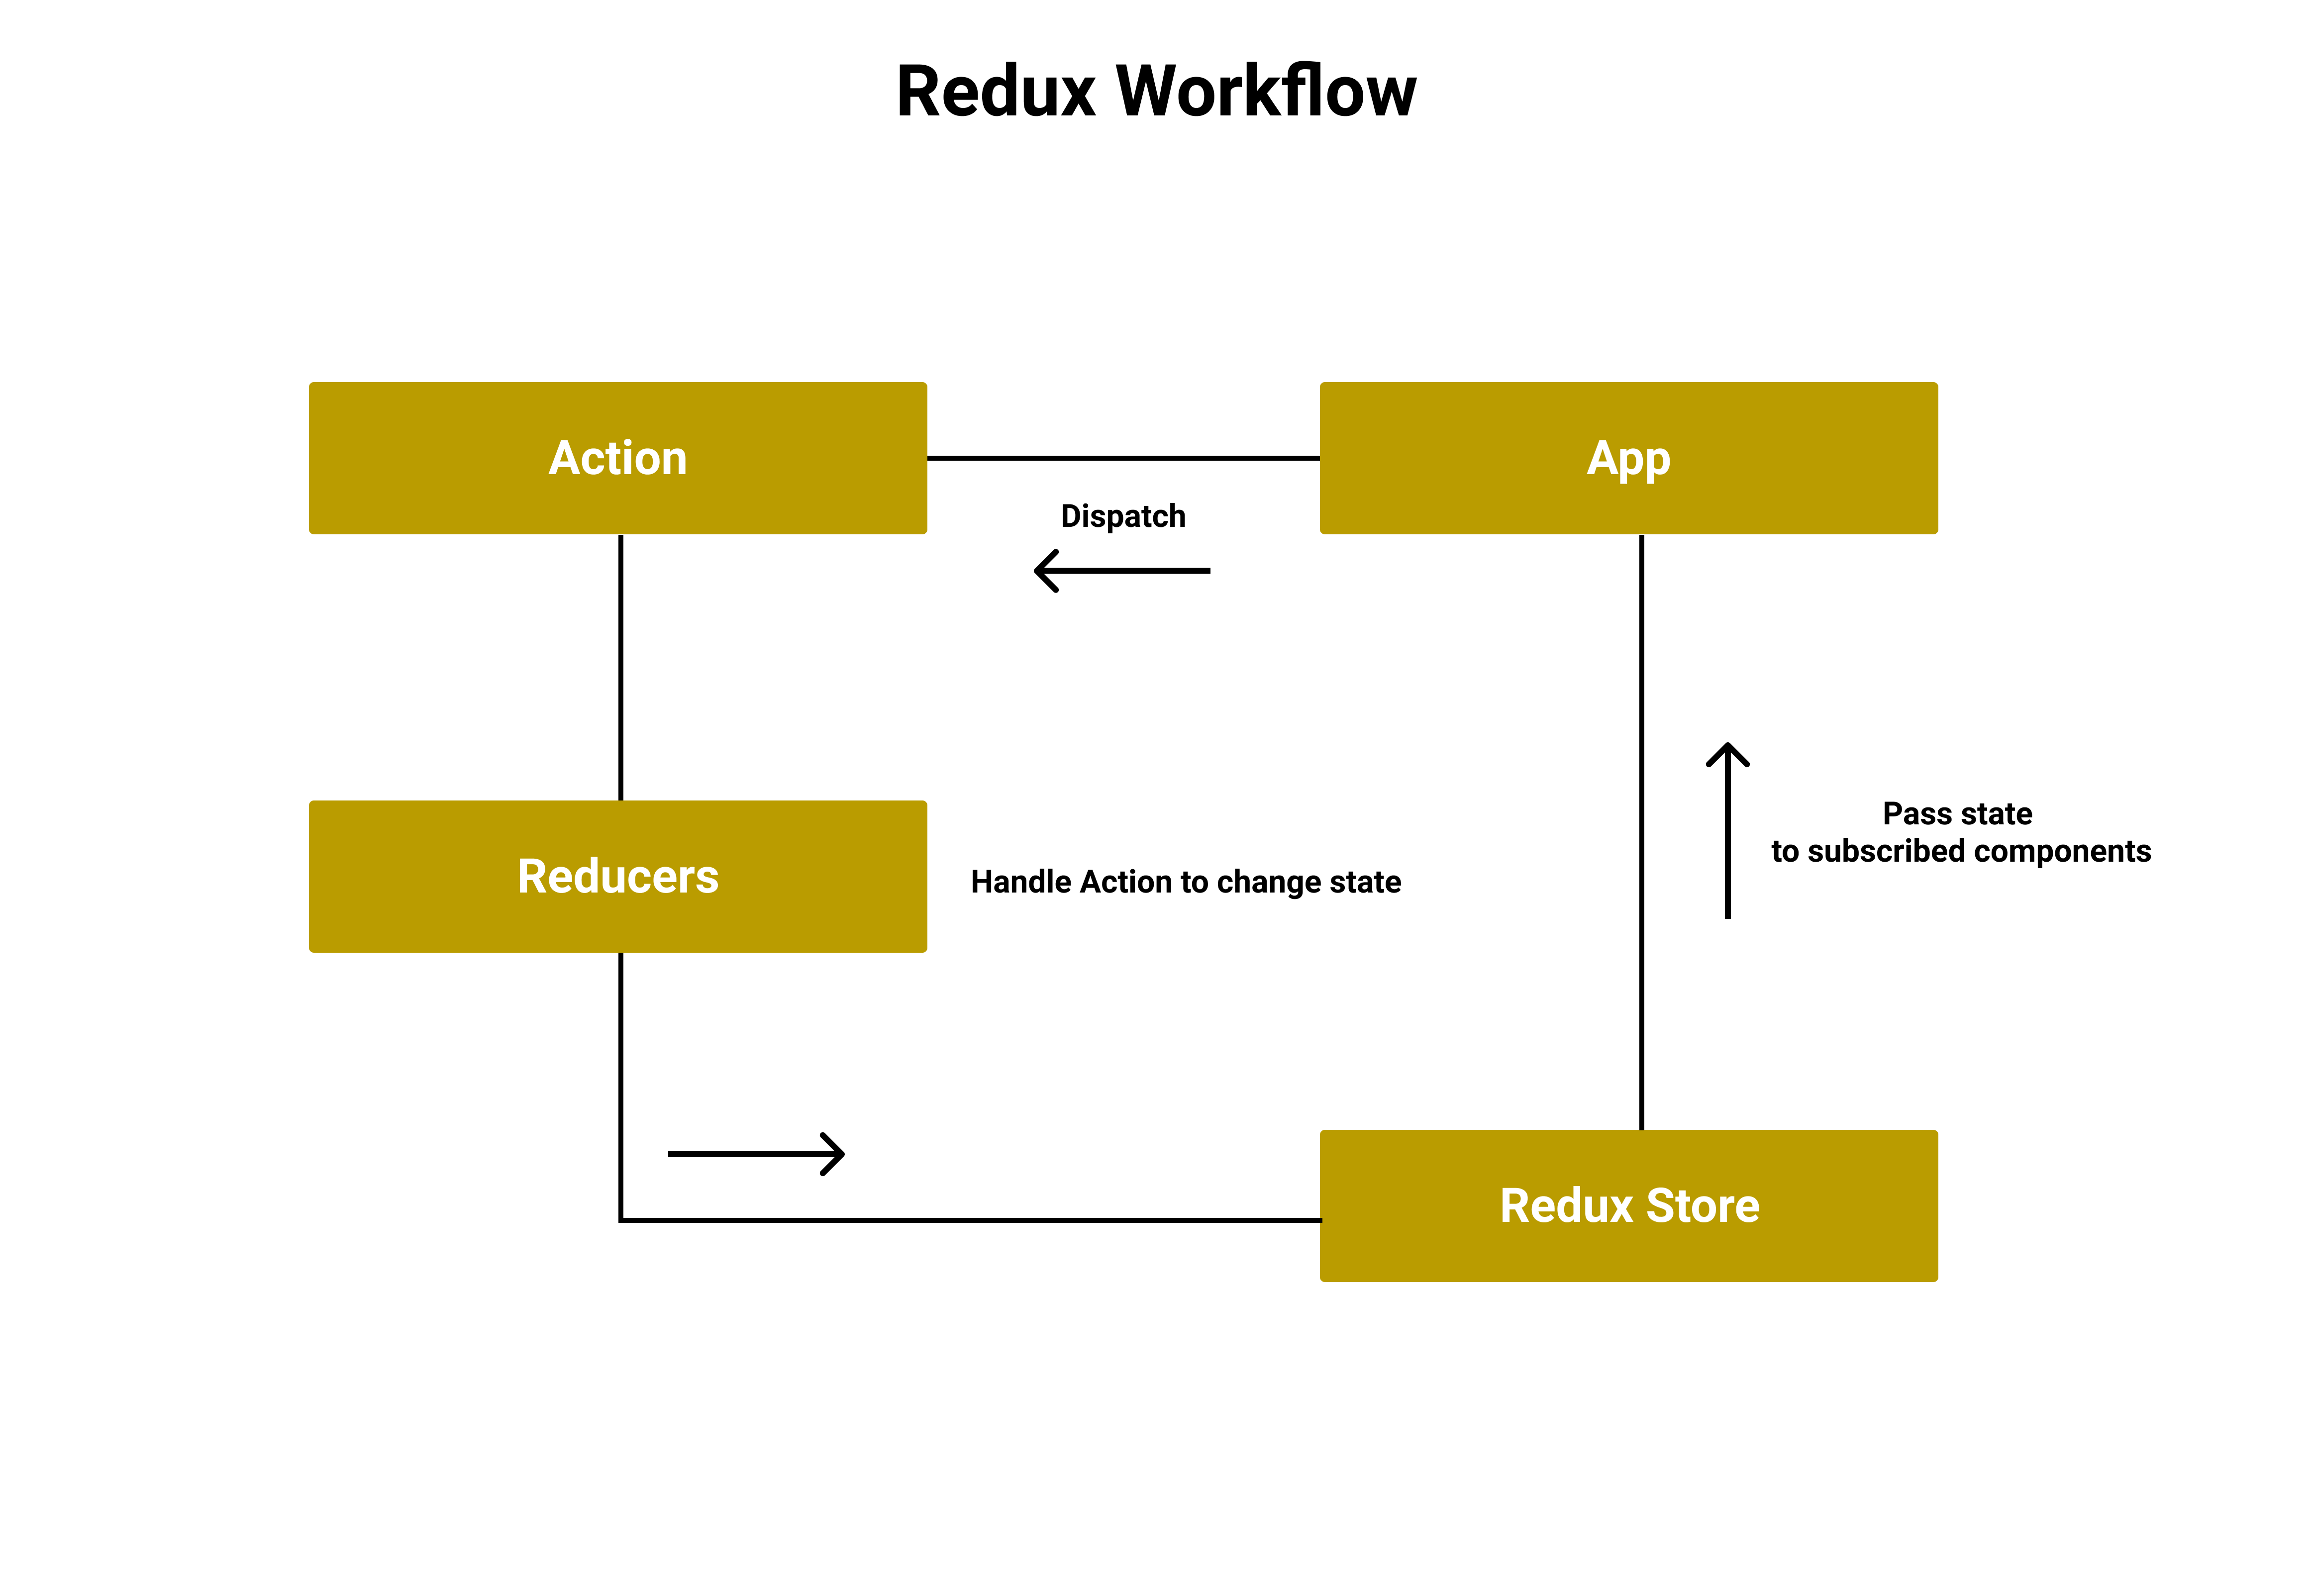 Redux Workflow
Action
App
Dispatch
Reducers
Handle Action to change state
Pass state
to subscribed components
Redux Store